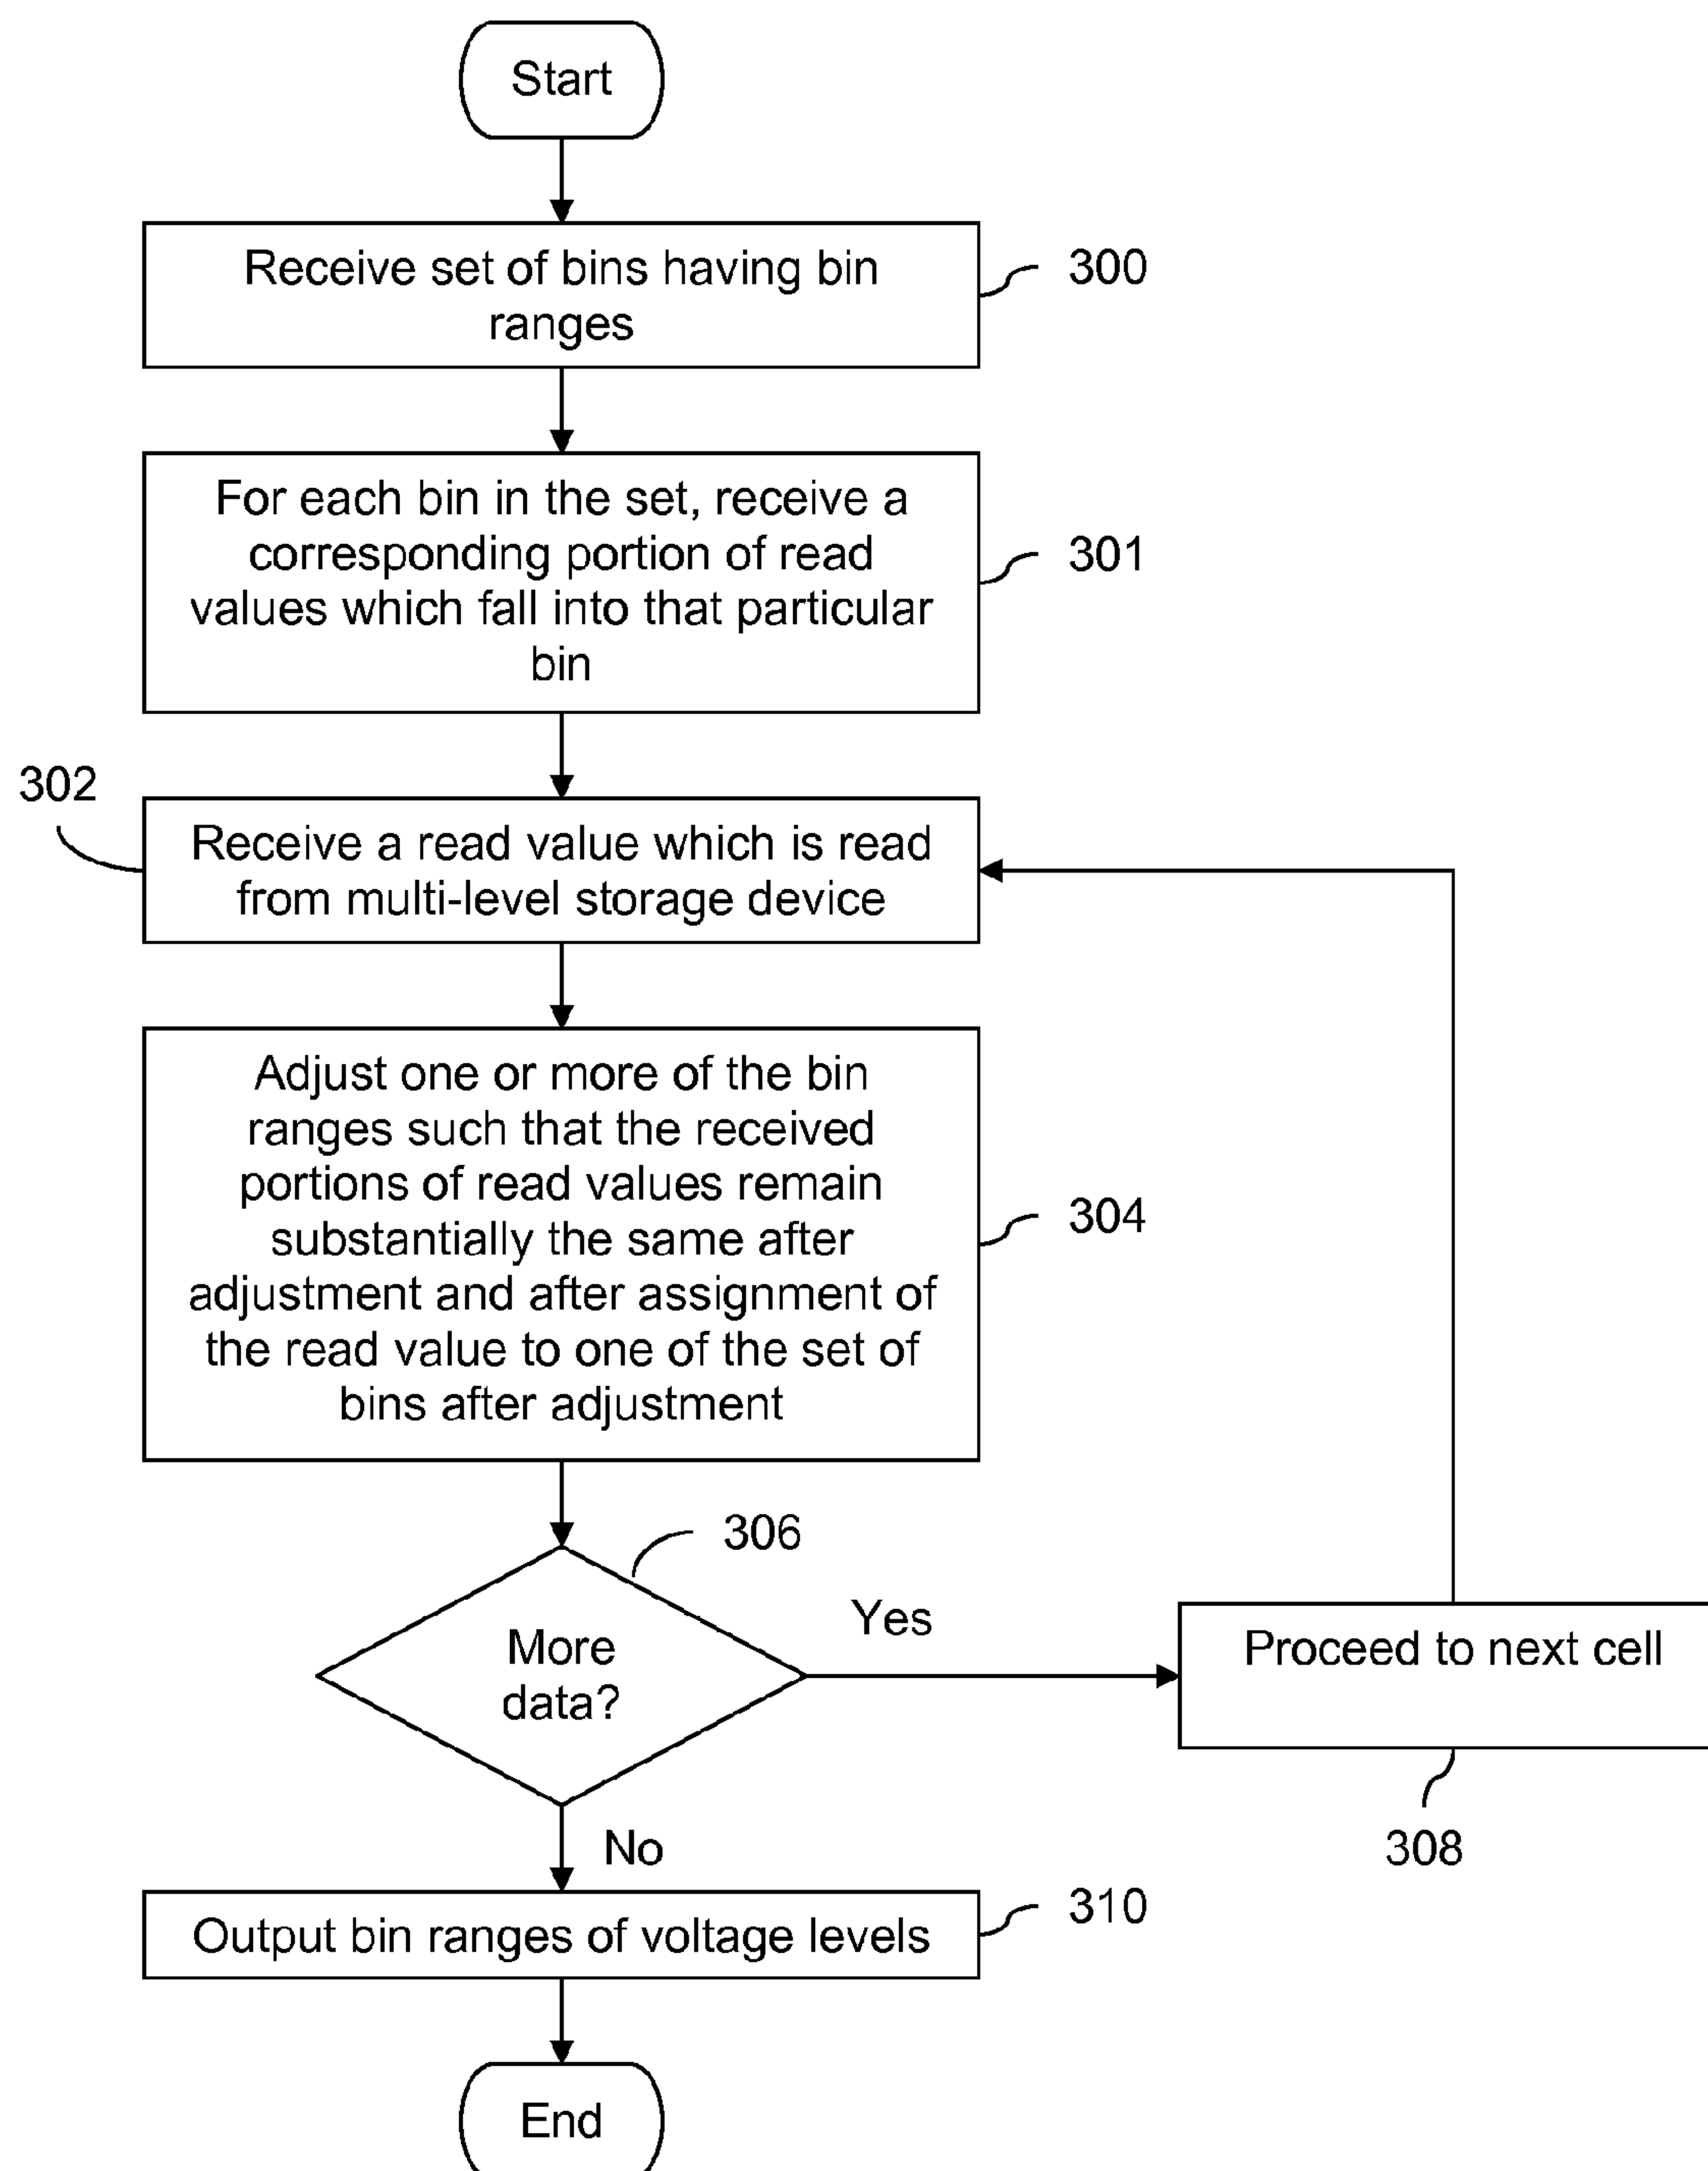 Start
Receive set of bins having bin
ranges
300
For each bin in the set, receive a
corresponding portion of read
values which fall into that particular
bin
301
302
Receive a read value which is read
from multi-level storage device
Adjust one or more of the bin
ranges such that the received
portions of read values remain
substantially the same after
adjustment and after assignment of
the read value to one of the set of
bins after adjustment
304
306
More
data?
Yes
Proceed to next cell
308
No
Output bin ranges of voltage levels
310
End